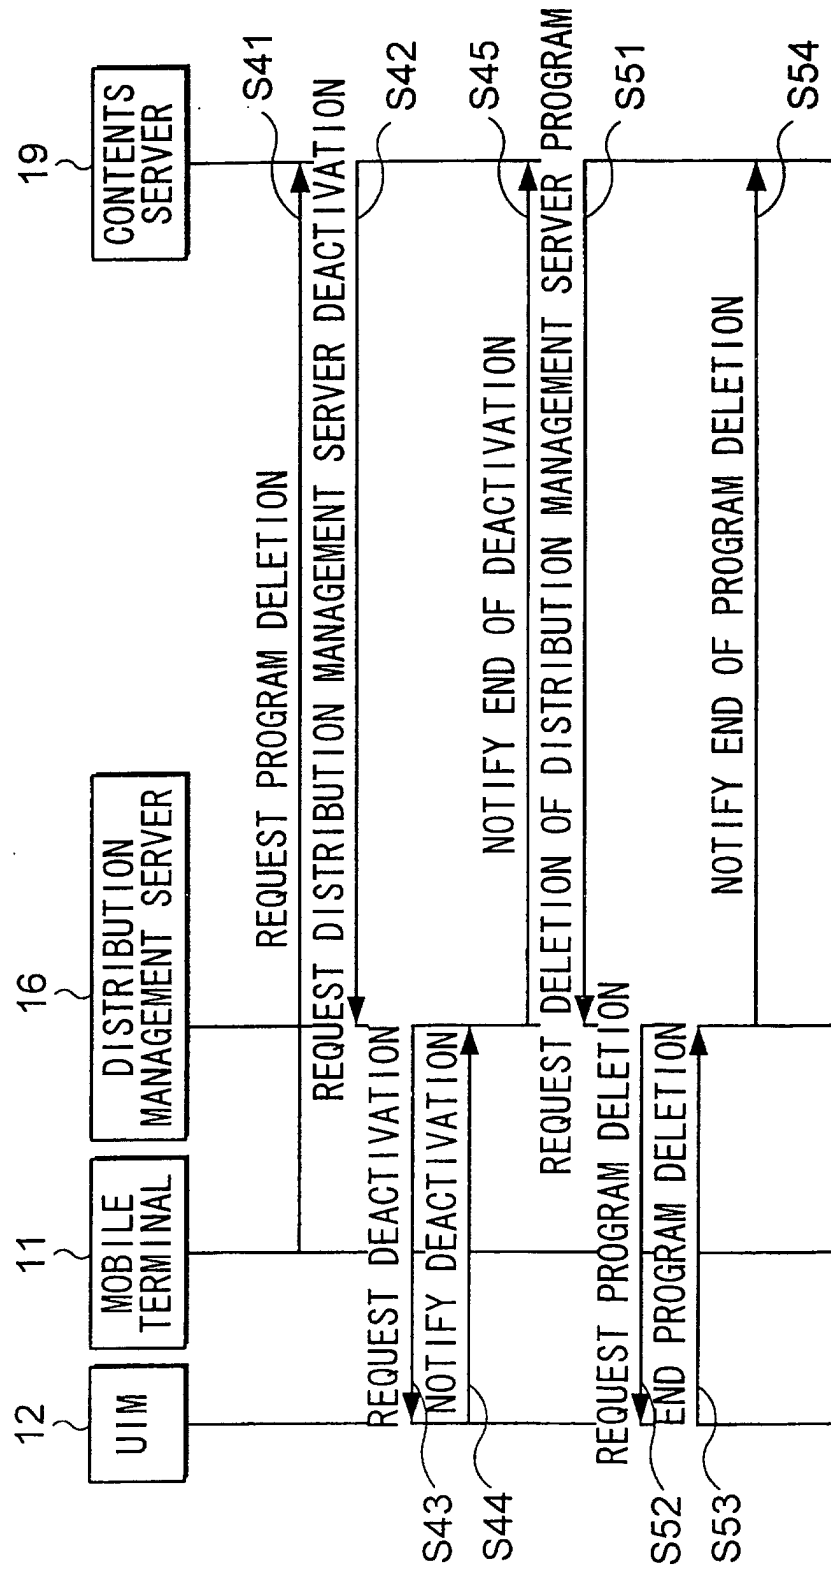 12
11
16
19
UIM
MOBILE
TERMINAL
DISTRIBUTION
MANAGEMENT SERVER
CONTENTS
SERVER
REQUEST PROGRAM DELETION
S41
REQUEST DISTRIBUTION MANAGEMENT SERVER DEACTIVATION
S42
REQUEST DEACTIVATION
S43
NOTIFY DEACTIVATION
S44
NOTIFY END OF DEACTIVATION
S45
REQUEST DELETION OF DISTRIBUTION MANAGEMENT SERVER PROGRAM
S51
REQUEST PROGRAM DELETION
S52
END PROGRAM DELETION
S53
NOTIFY END OF PROGRAM DELETION
S54